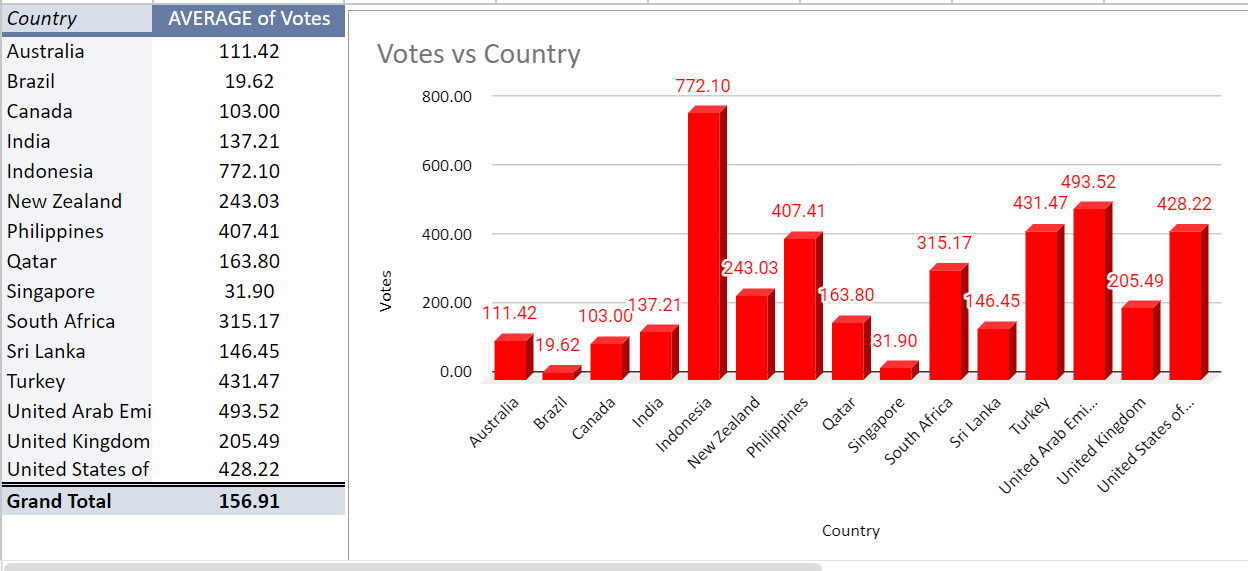 Country AVERAGE of Votes
Australia 111.42
Brazil 19.62
Canada 103.00
India 137.21
Indonesia 772.10
New Zealand 243.03
Philippines 407.41
Qatar 163.80
Singapore 31.90
South Africa 315.17
Sri Lanka 146.45
Turkey 431.47
United Arab Emi 493.52
United Kingdom 205.49
United States of 428.22
Grand Total 156.91
Votes vs Country
800.00
600.00
400.00
200.00
0.00
Votes
111.42
19.62
103.00
137.21
772.10
243.03
407.41
163.80
31.90
315.17
146.45
431.47
493.52
205.49
428.22
Australia
Brazil
Canada
India
Indonesia
New Zealand
Philippines
Qatar
Singapore
South Africa
Sri Lanka
Turkey
United Arab Emi...
United Kingdom
United States of...
Country